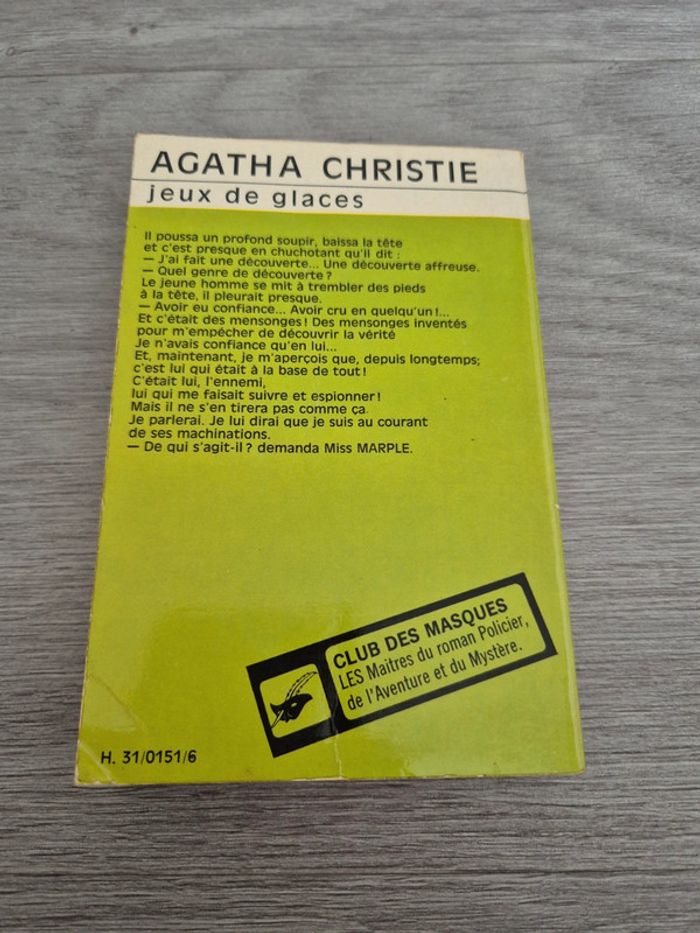 AGATHA CHRISTIE
jeux de glaces
Il poussa un profond soupir, baissa la tête
et c'est presque en chuchotant qu'il dit :
— J'ai fait une découverte... Une découverte affreuse.
— Quel genre de découverte ?
Le jeune homme se mit à trembler des pieds
à la tête, il pleurait presque.
— Avoir eu confiance... Avoir cru en quelqu'un !...
Et c'était des mensonges ! Des mensonges inventés
pour m'empêcher de découvrir la vérité
Je n'avais confiance qu'en lui...
Et, maintenant, je m'aperçois que, depuis longtemps;
c'est lui qui était à la base de tout !
C'était lui, l'ennemi,
lui qui me faisait suivre et espionner !
Mais il ne s'en tirera pas comme ça.
Je parlerai. Je lui dirai que je suis au courant
de ses machinations.
— De qui s'agit-il ? demanda Miss MARPLE.
CLUB DES MASQUES
LES Maîtres du roman Policier,
de l'Aventure et du Mystère.
H. 31/0151/6